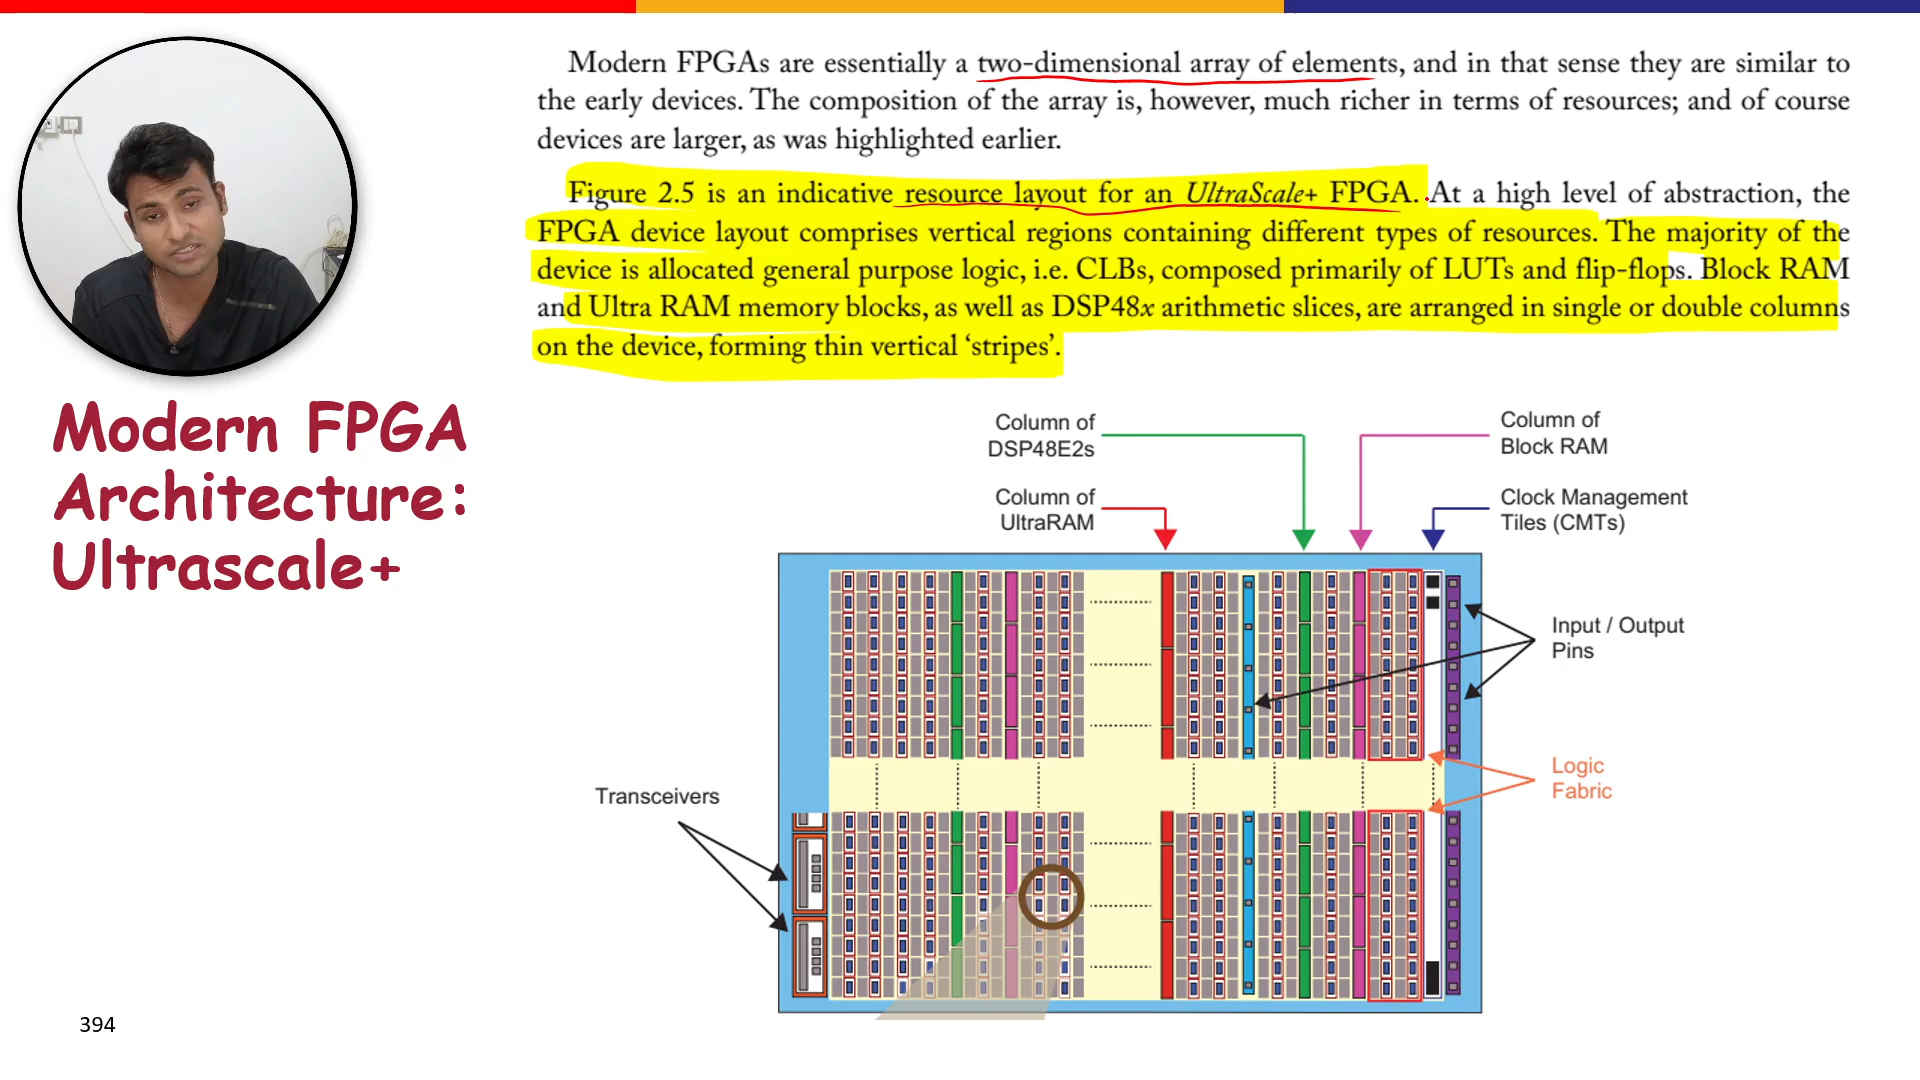 Modern FPGAs are essentially a two-dimensional array of elements, and in that sense they are similar to
the early devices. The composition of the array is, however, much richer in terms of resources; and of course
devices are larger, as was highlighted earlier.
Figure 2.5 is an indicative resource layout for an UltraScale+ FPGA. At a high level of abstraction, the
FPGA device layout comprises vertical regions containing different types of resources. The majority of the
device is allocated general purpose logic, i.e. CLBs, composed primarily of LUTs and flip-flops. Block RAM
and Ultra RAM memory blocks, as well as DSP48x arithmetic slices, are arranged in single or double columns
on the device, forming thin vertical ‘stripes’.
Modern FPGA
Architecture:
Ultrascale+
Column of
DSP48E2s
Column of
Block RAM
Column of
UltraRAM
Clock Management
Tiles (CMTs)
Input / Output
Pins
Logic
Fabric
Transceivers
394